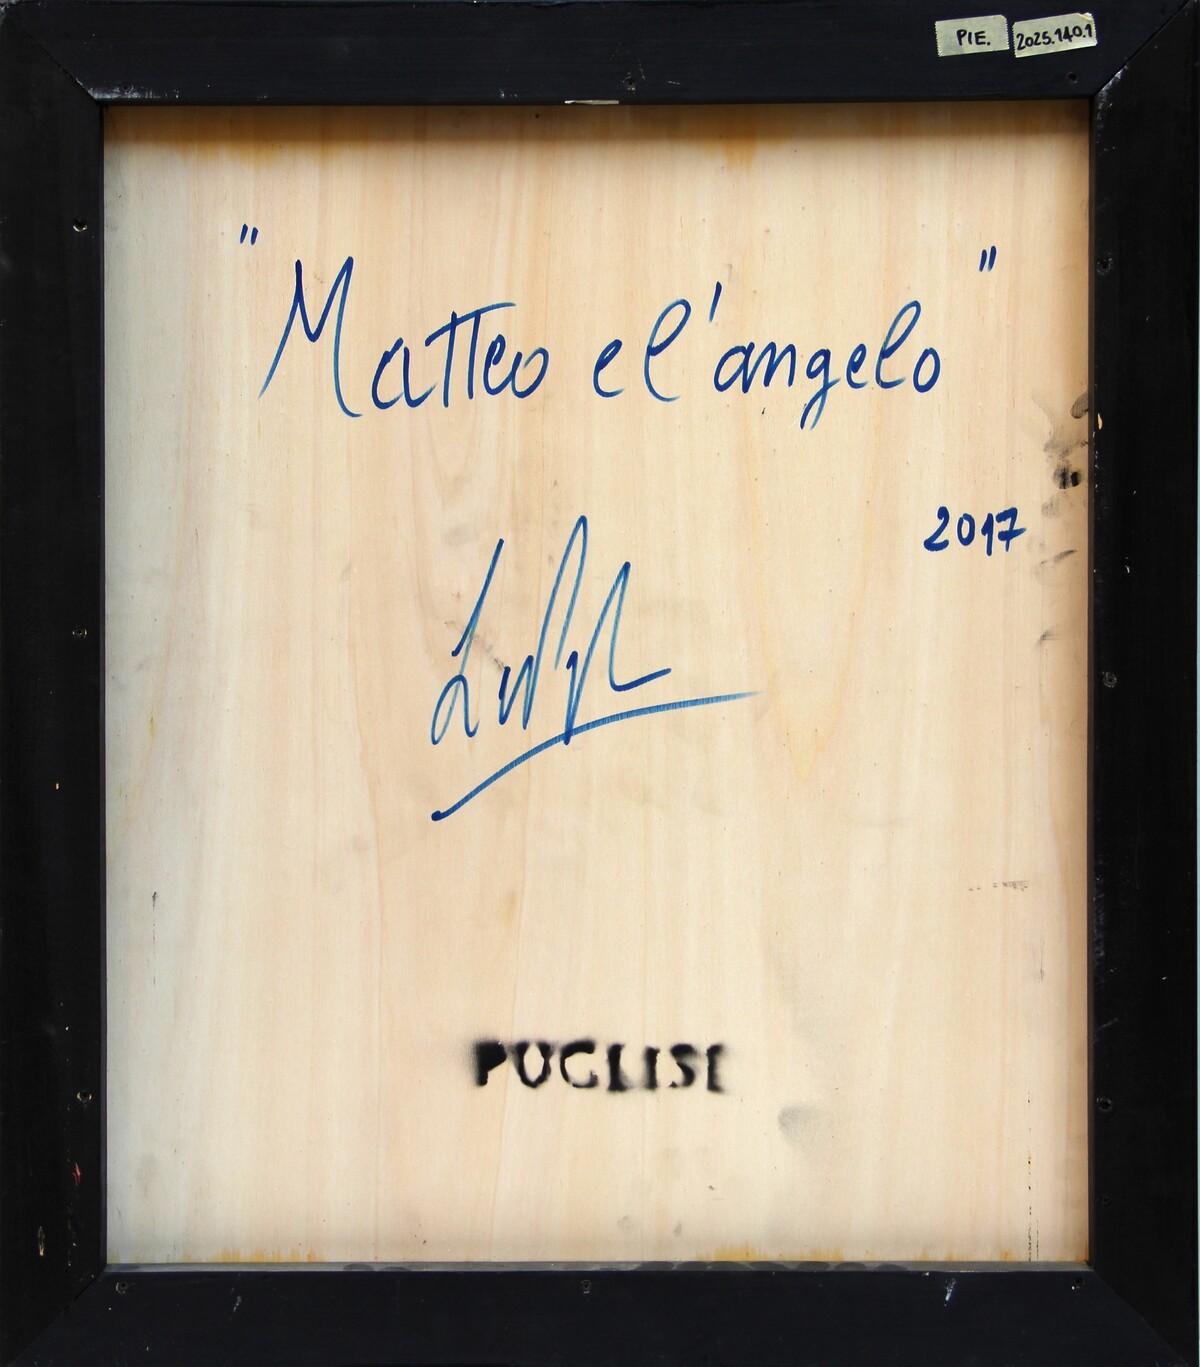 PIE. 2025.140.1
"Matteo e l'angelo"
2017
PUGLISI